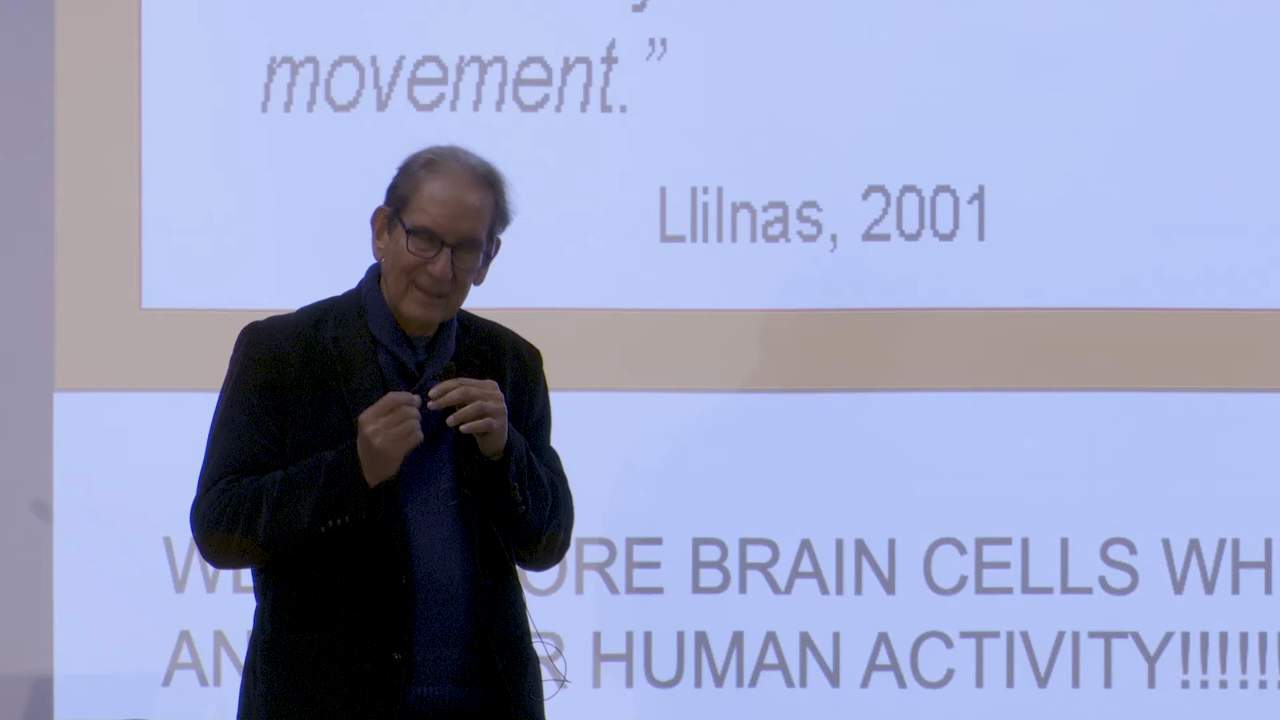 movement.”
Llilnas, 2001
ORE BRAIN CELLS WH
HUMAN ACTIVITY!!!!!!